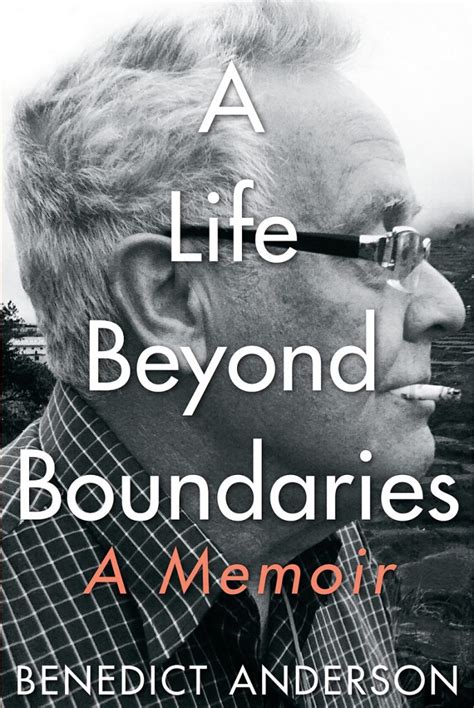 A
Life
Beyond
Boundaries
A Memoir
BENEDICT ANDERSON